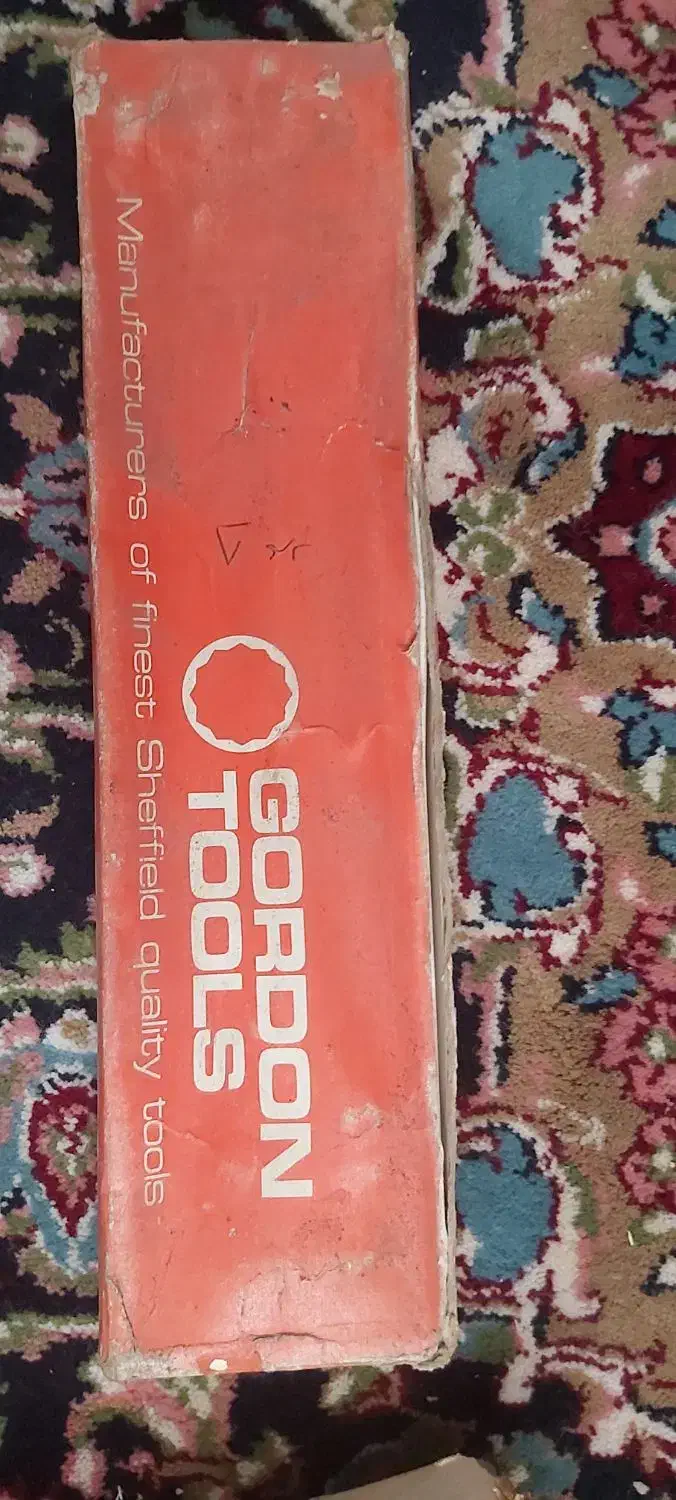 GORDON
TOOLS
Manufacturers of finest Sheffield quality tools